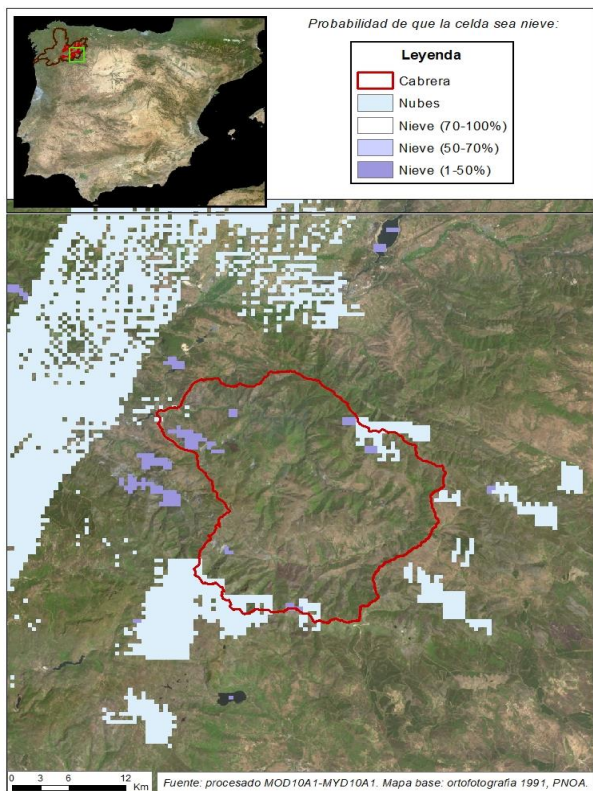 Probabilidad de que la celda sea nieve:
Leyenda
Cabrera
Nubes
Nieve (70-100%)
Nieve (50-70%)
Nieve (1-50%)
0 3 6 12
Km
Fuente: procesado MOD10A1-MYD10A1. Mapa base: ortofotografia 1991, PNOA.